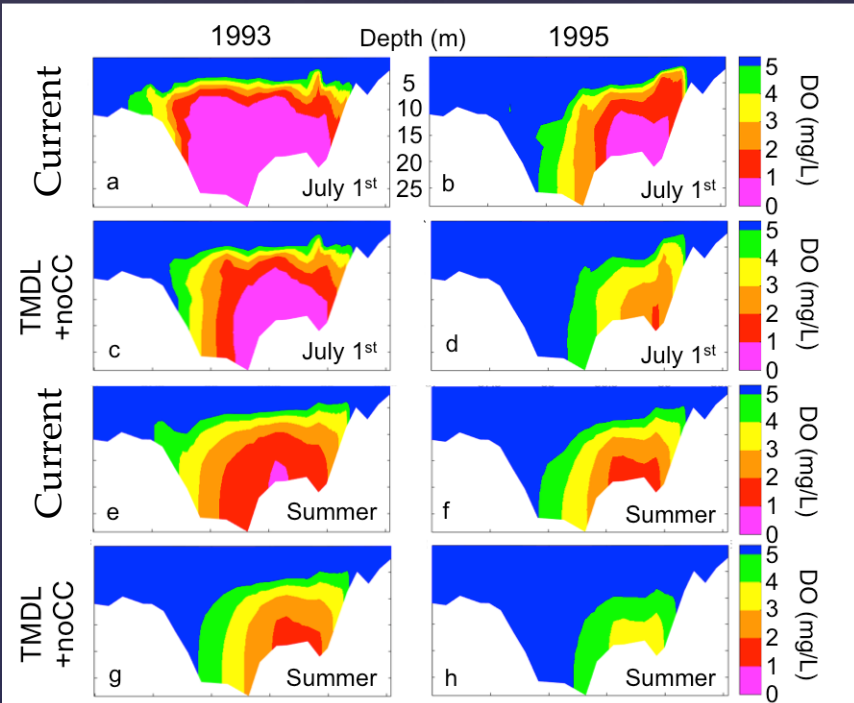 1993 Depth (m) 1995
Current
a
July 1st
5
10
15
20
25
b
July 1st
5
4
3
2
1
0
DO (mg/L)
TMDL
+noCC
c
July 1st
d
July 1st
5
4
3
2
1
0
DO (mg/L)
Current
e
Summer
f
Summer
5
4
3
2
1
0
DO (mg/L)
TMDL
+noCC
g
Summer
h
Summer
5
4
3
2
1
0
DO (mg/L)